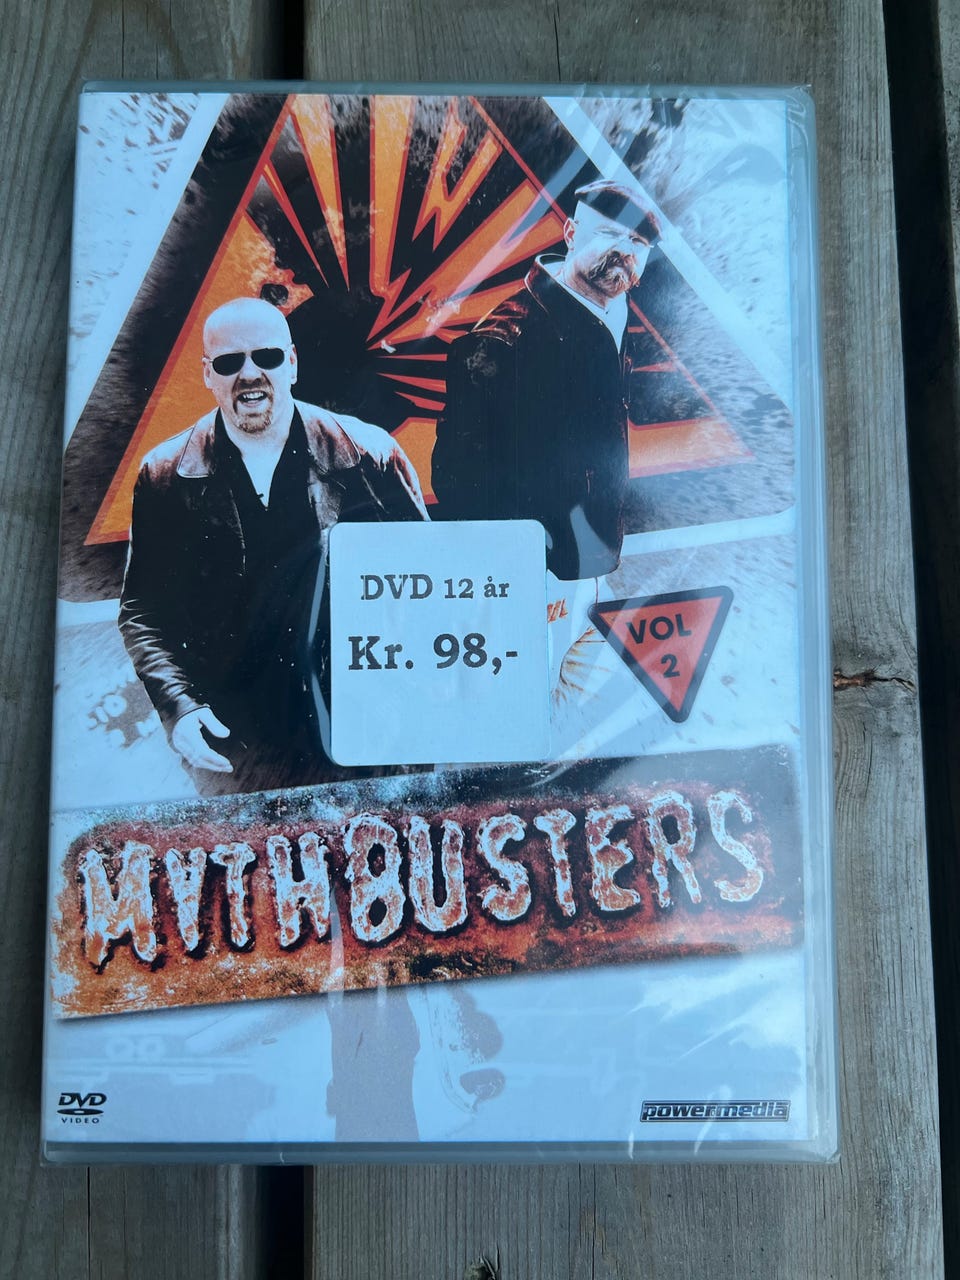 DVD 12 år
Kr. 98,-
VOL
2
MYTHBUSTERS
DVD
VIDEO
powermedia